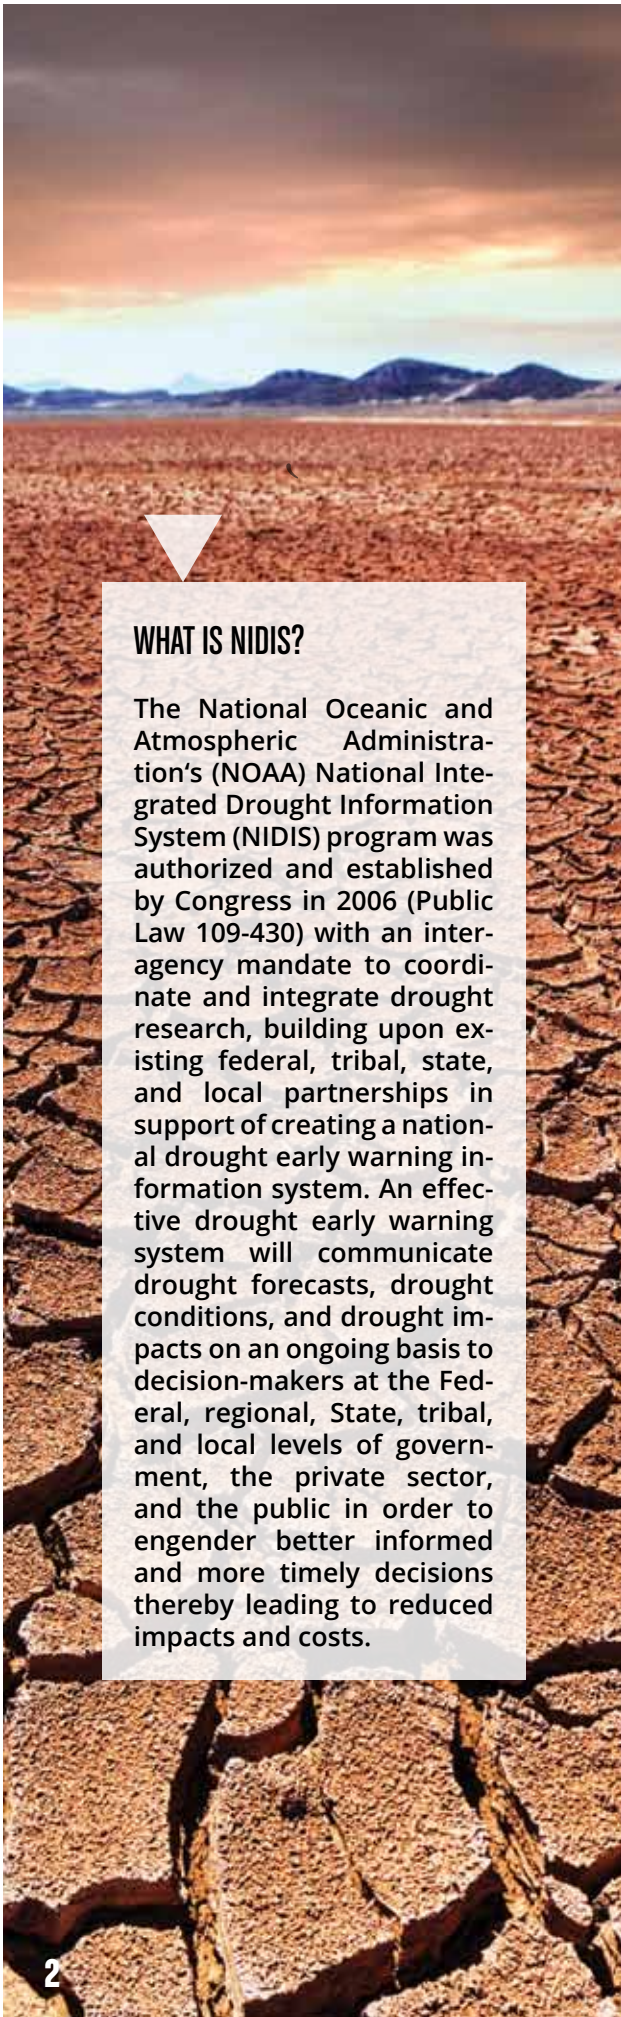 WHAT IS NIDIS?
The National Oceanic and
Atmospheric Administra-
tion‘s (NOAA) National Inte-
grated Drought Information
System (NIDIS) program was
authorized and established
by Congress in 2006 (Public
Law 109-430) with an inter-
agency mandate to coordi-
nate and integrate drought
research, building upon ex-
isting federal, tribal, state,
and local partnerships in
support of creating a nation-
al drought early warning in-
formation system. An effec-
tive drought early warning
system will communicate
drought forecasts, drought
conditions, and drought im-
pacts on an ongoing basis to
decision-makers at the Fed-
eral, regional, State, tribal,
and local levels of govern-
ment, the private sector,
and the public in order to
engender better informed
and more timely decisions
thereby leading to reduced
impacts and costs.
2